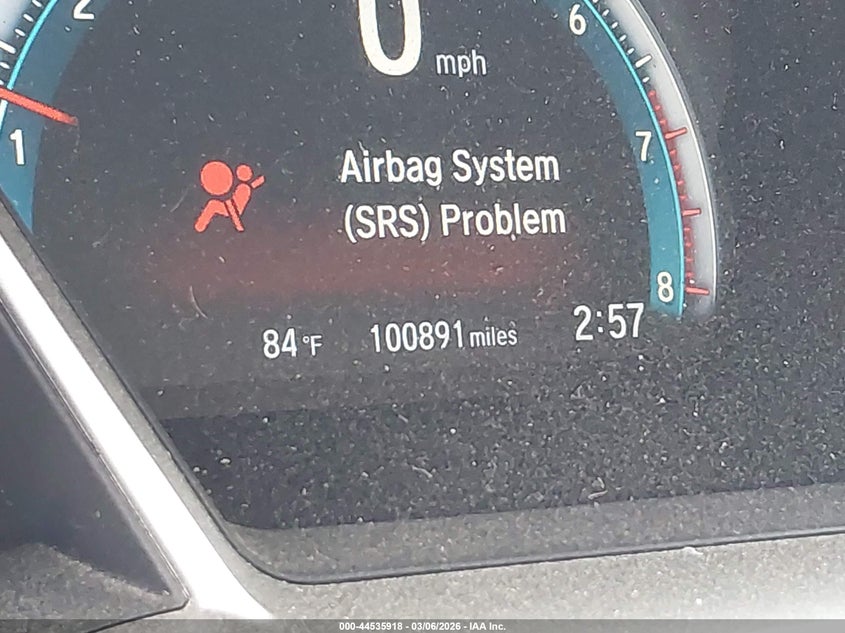 2
0 mph
6
1
7
Airbag System
(SRS) Problem
8
84°F 100891 miles 2:57
000-44535918 - 03/06/2026 - IAA Inc.